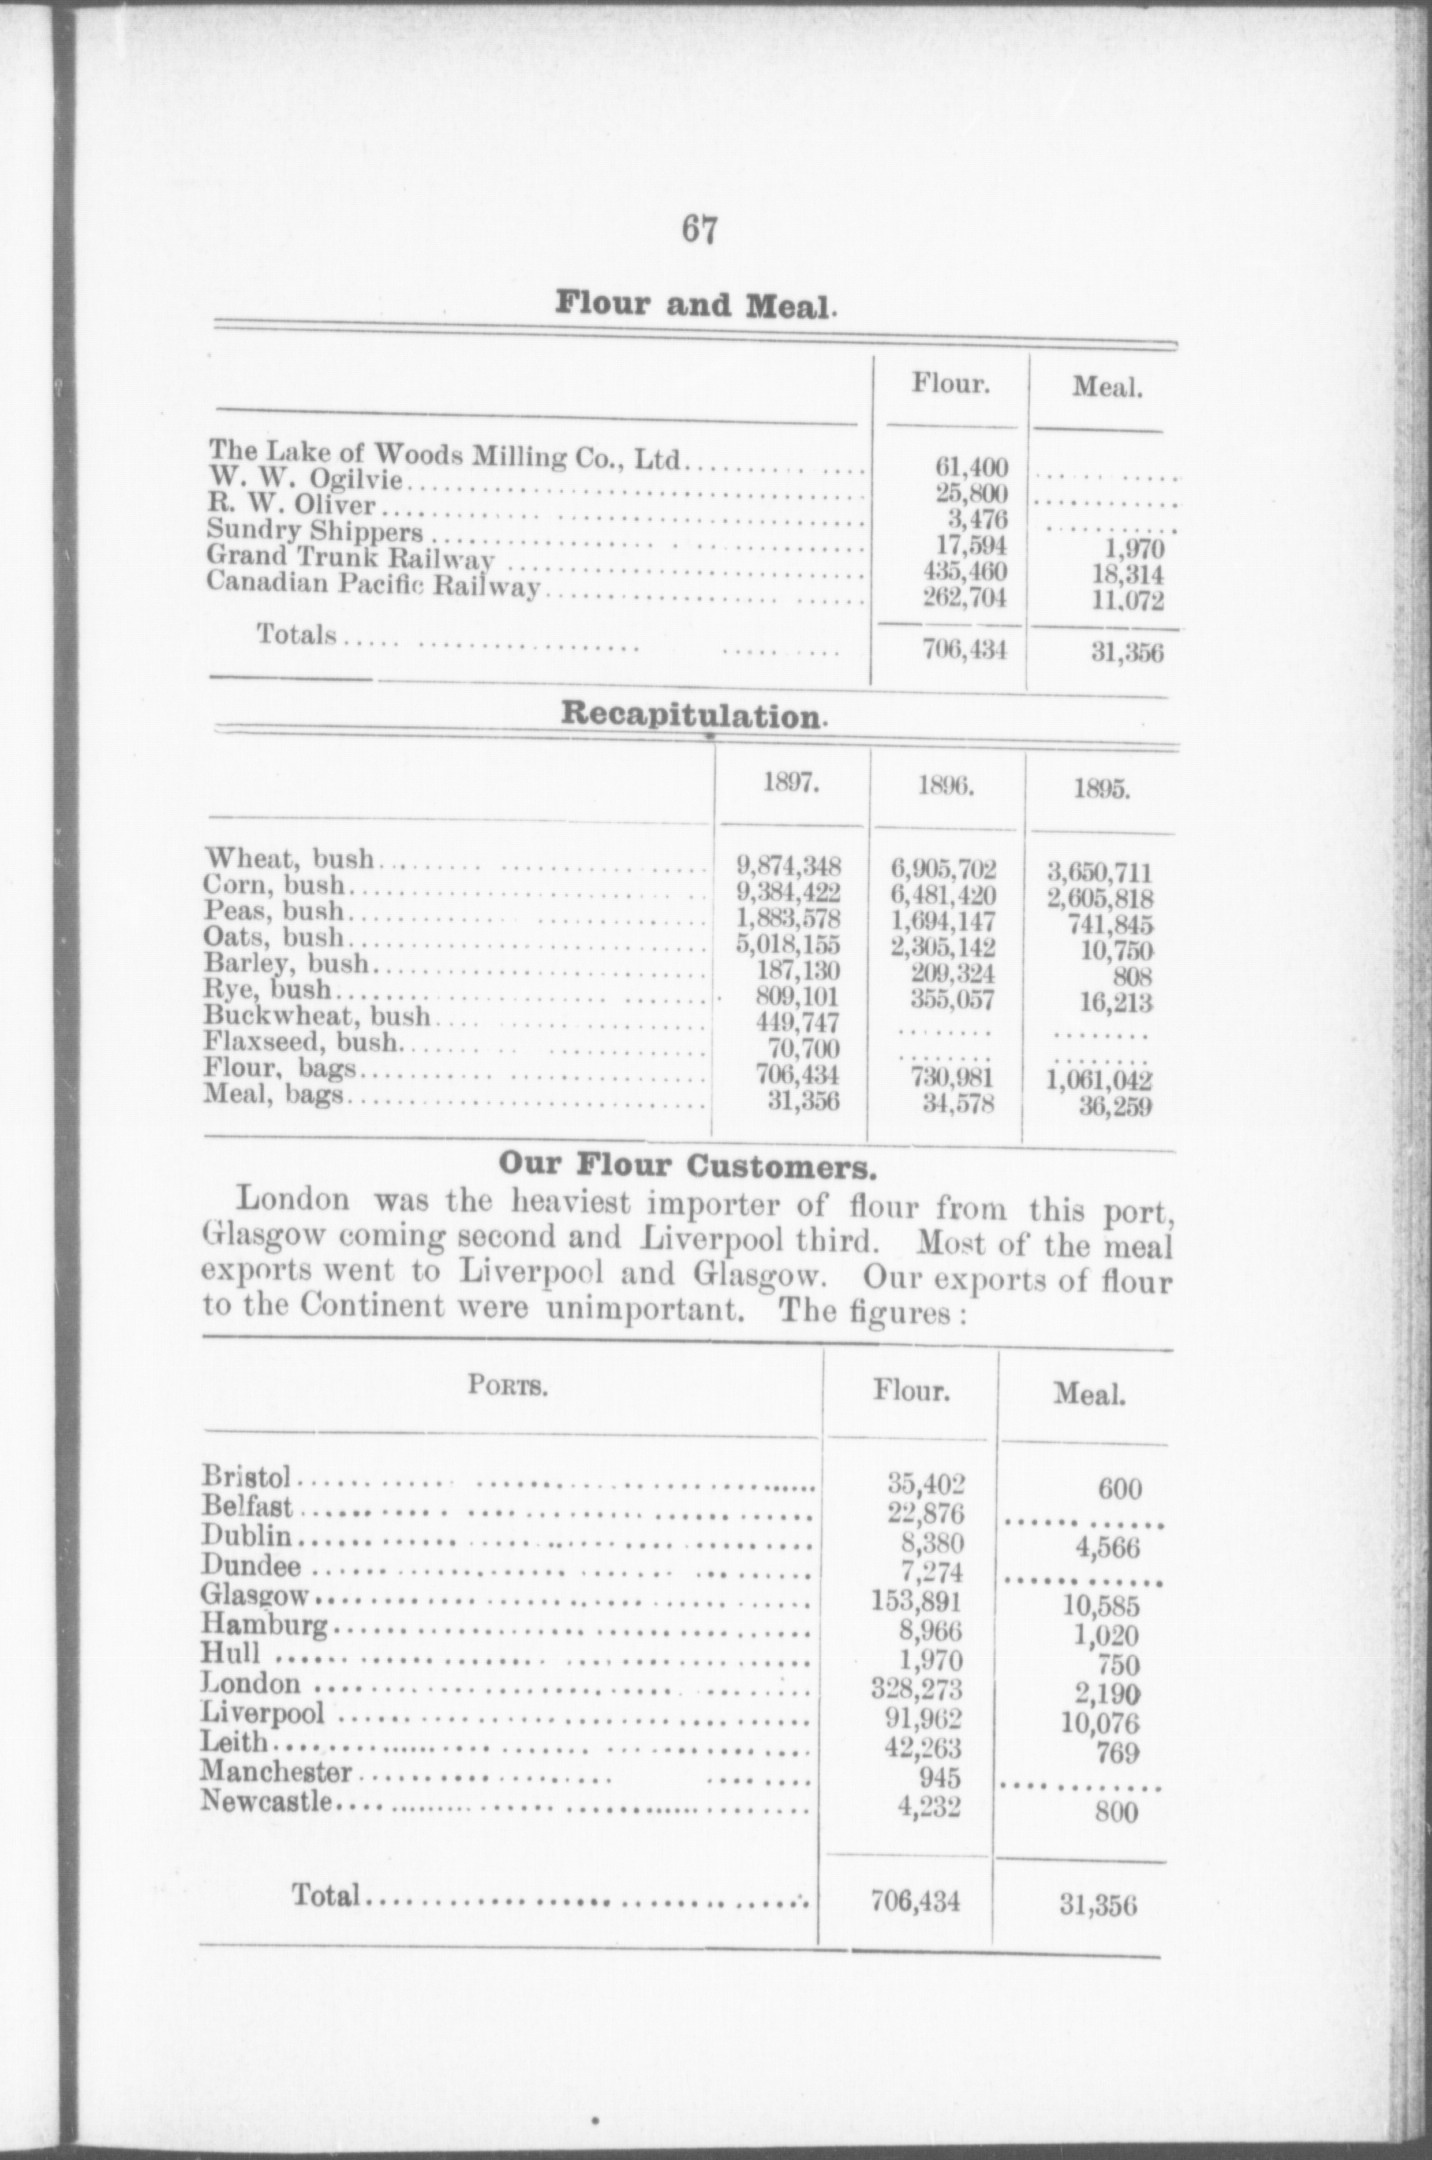 67
Flour and Meal.
Flour. Meal.
The Lake of Woods Milling Co., Ltd. 61,400
W. W. Ogilvie 25,800
R. W. Oliver 3,476
Sundry Shippers 17,594 1,970
Grand Trunk Railway 435,460 18,314
Canadian Pacific Railway 262,704 11,072
Totals 706,434 31,356
Recapitulation.
1897. 1896. 1895.
Wheat, bush 9,874,348 6,905,702 3,650,711
Corn, bush 9,384,422 6,481,420 2,605,818
Peas, bush 1,883,578 1,694,147 741,845
Oats, bush 5,018,155 2,305,142 10,750
Barley, bush 187,130 209,324 808
Rye, bush 809,101 355,057 16,213
Buckwheat, bush 449,747
Flaxseed, bush 70,700
Flour, bags 706,434 730,981 1,061,042
Meal, bags 31,356 34,578 36,259
Our Flour Customers.
London was the heaviest importer of flour from this port,
Glasgow coming second and Liverpool third. Most of the meal
exports went to Liverpool and Glasgow. Our exports of flour
to the Continent were unimportant. The figures:
PORTS. Flour. Meal.
Bristol 35,402 600
Belfast 22,876
Dublin 8,380 4,566
Dundee 7,274
Glasgow 153,891 10,585
Hamburg 8,966 1,020
Hull 1,970 750
London 328,273 2,190
Liverpool 91,962 10,076
Leith 42,263 769
Manchester 945
Newcastle 4,232 800
Total 706,434 31,356